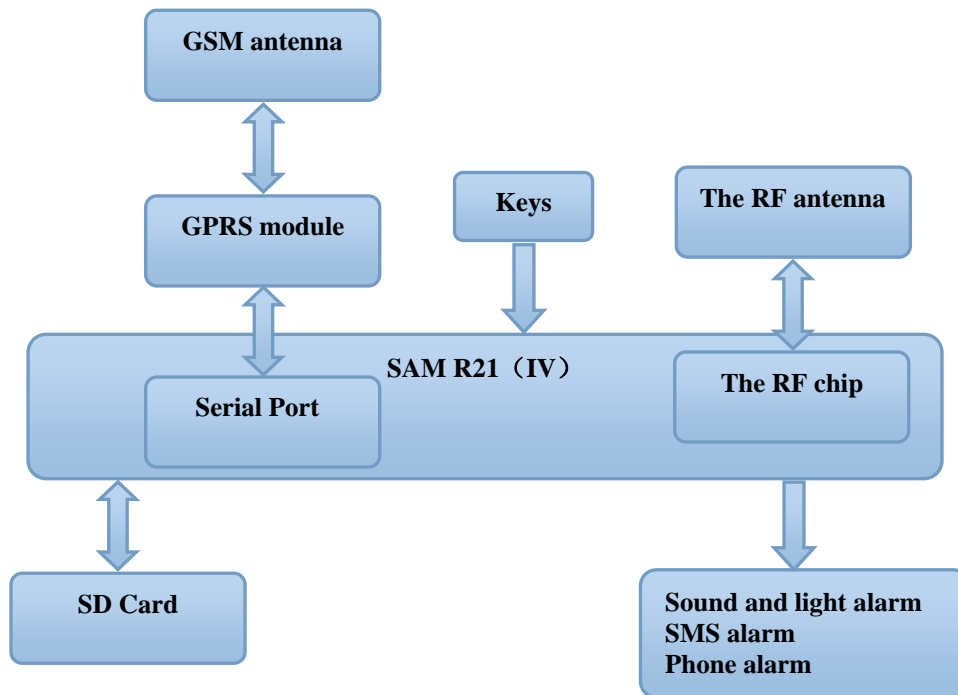 GSM antenna
GPRS module
Keys
The RF antenna
SAM R21（IV）
Serial Port
The RF chip
SD Card
Sound and light alarm
SMS alarm
Phone alarm